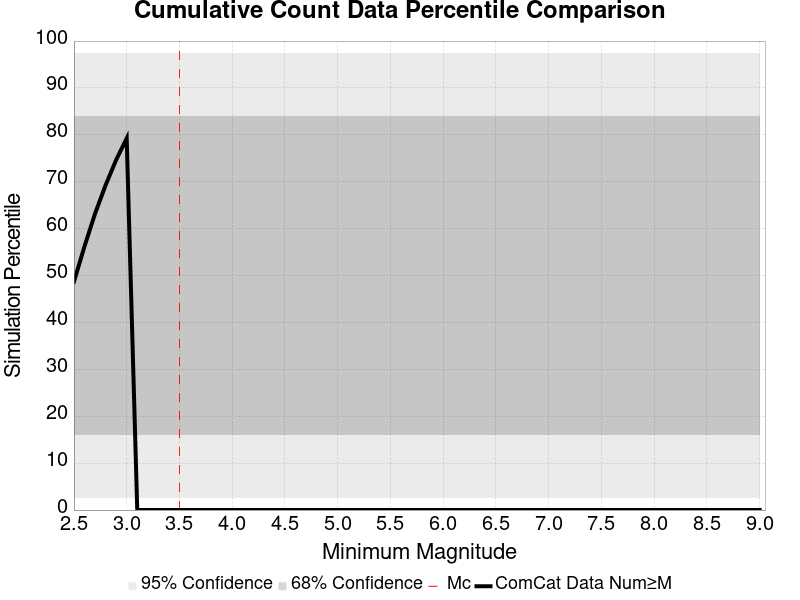 Cumulative Count Data Percentile Comparison
100
90
80
70
60
50
40
30
20
10
0
Simulation Percentile
2.5 3.0 3.5 4.0 4.5 5.0 5.5 6.0 6.5 7.0 7.5 8.0 8.5 9.0
Minimum Magnitude
95% Confidence 68% Confidence Mc ComCat Data Num≥M